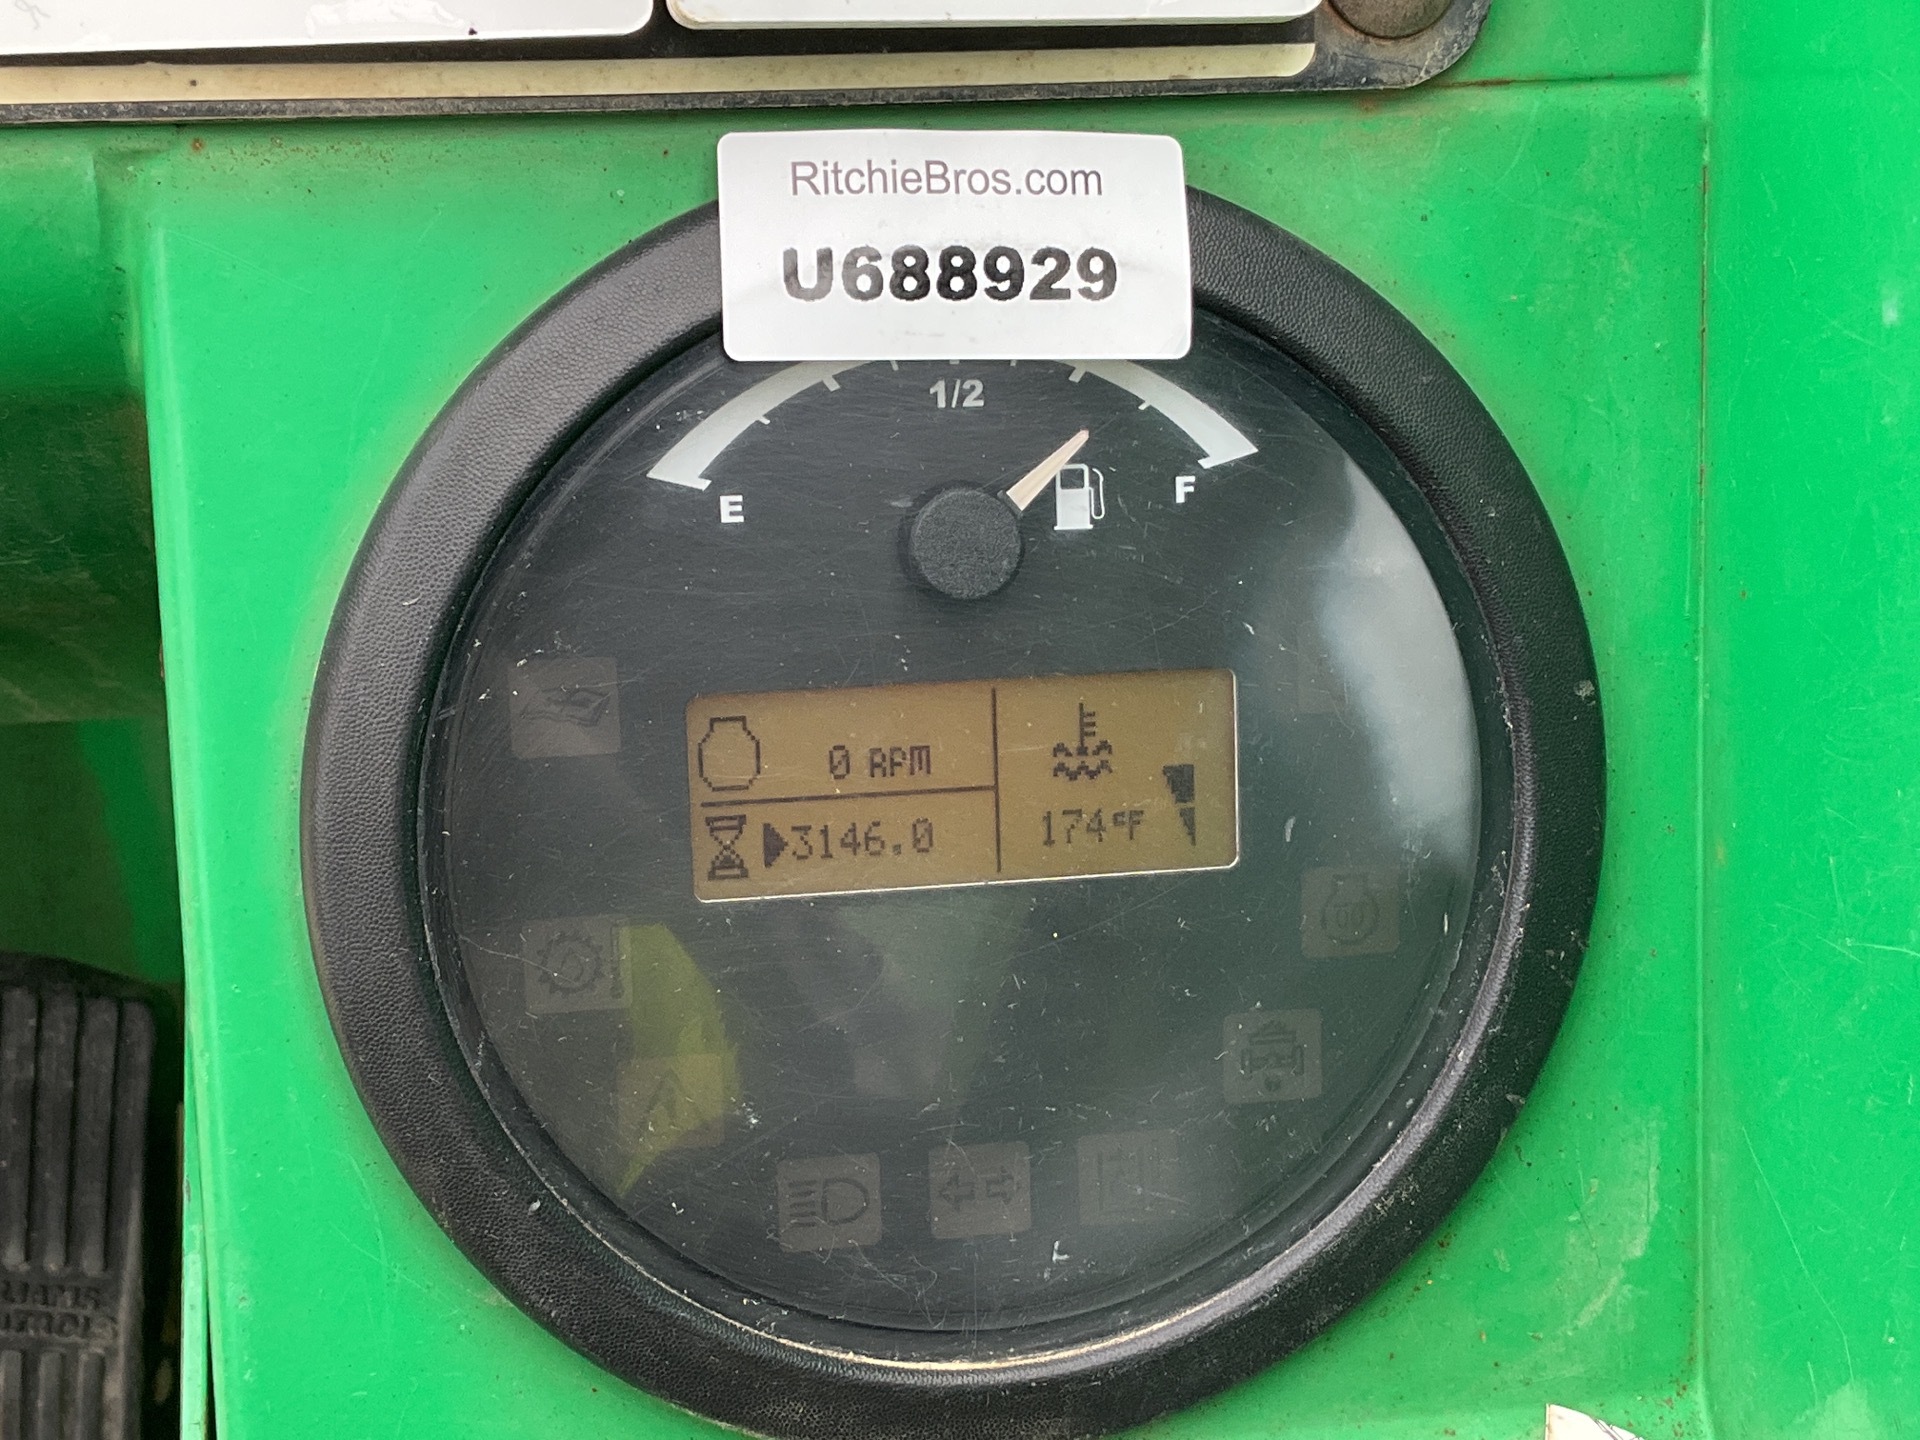 RitchieBros.com
U688929
1/2
E
F
0 RPM
3146.0
174°F